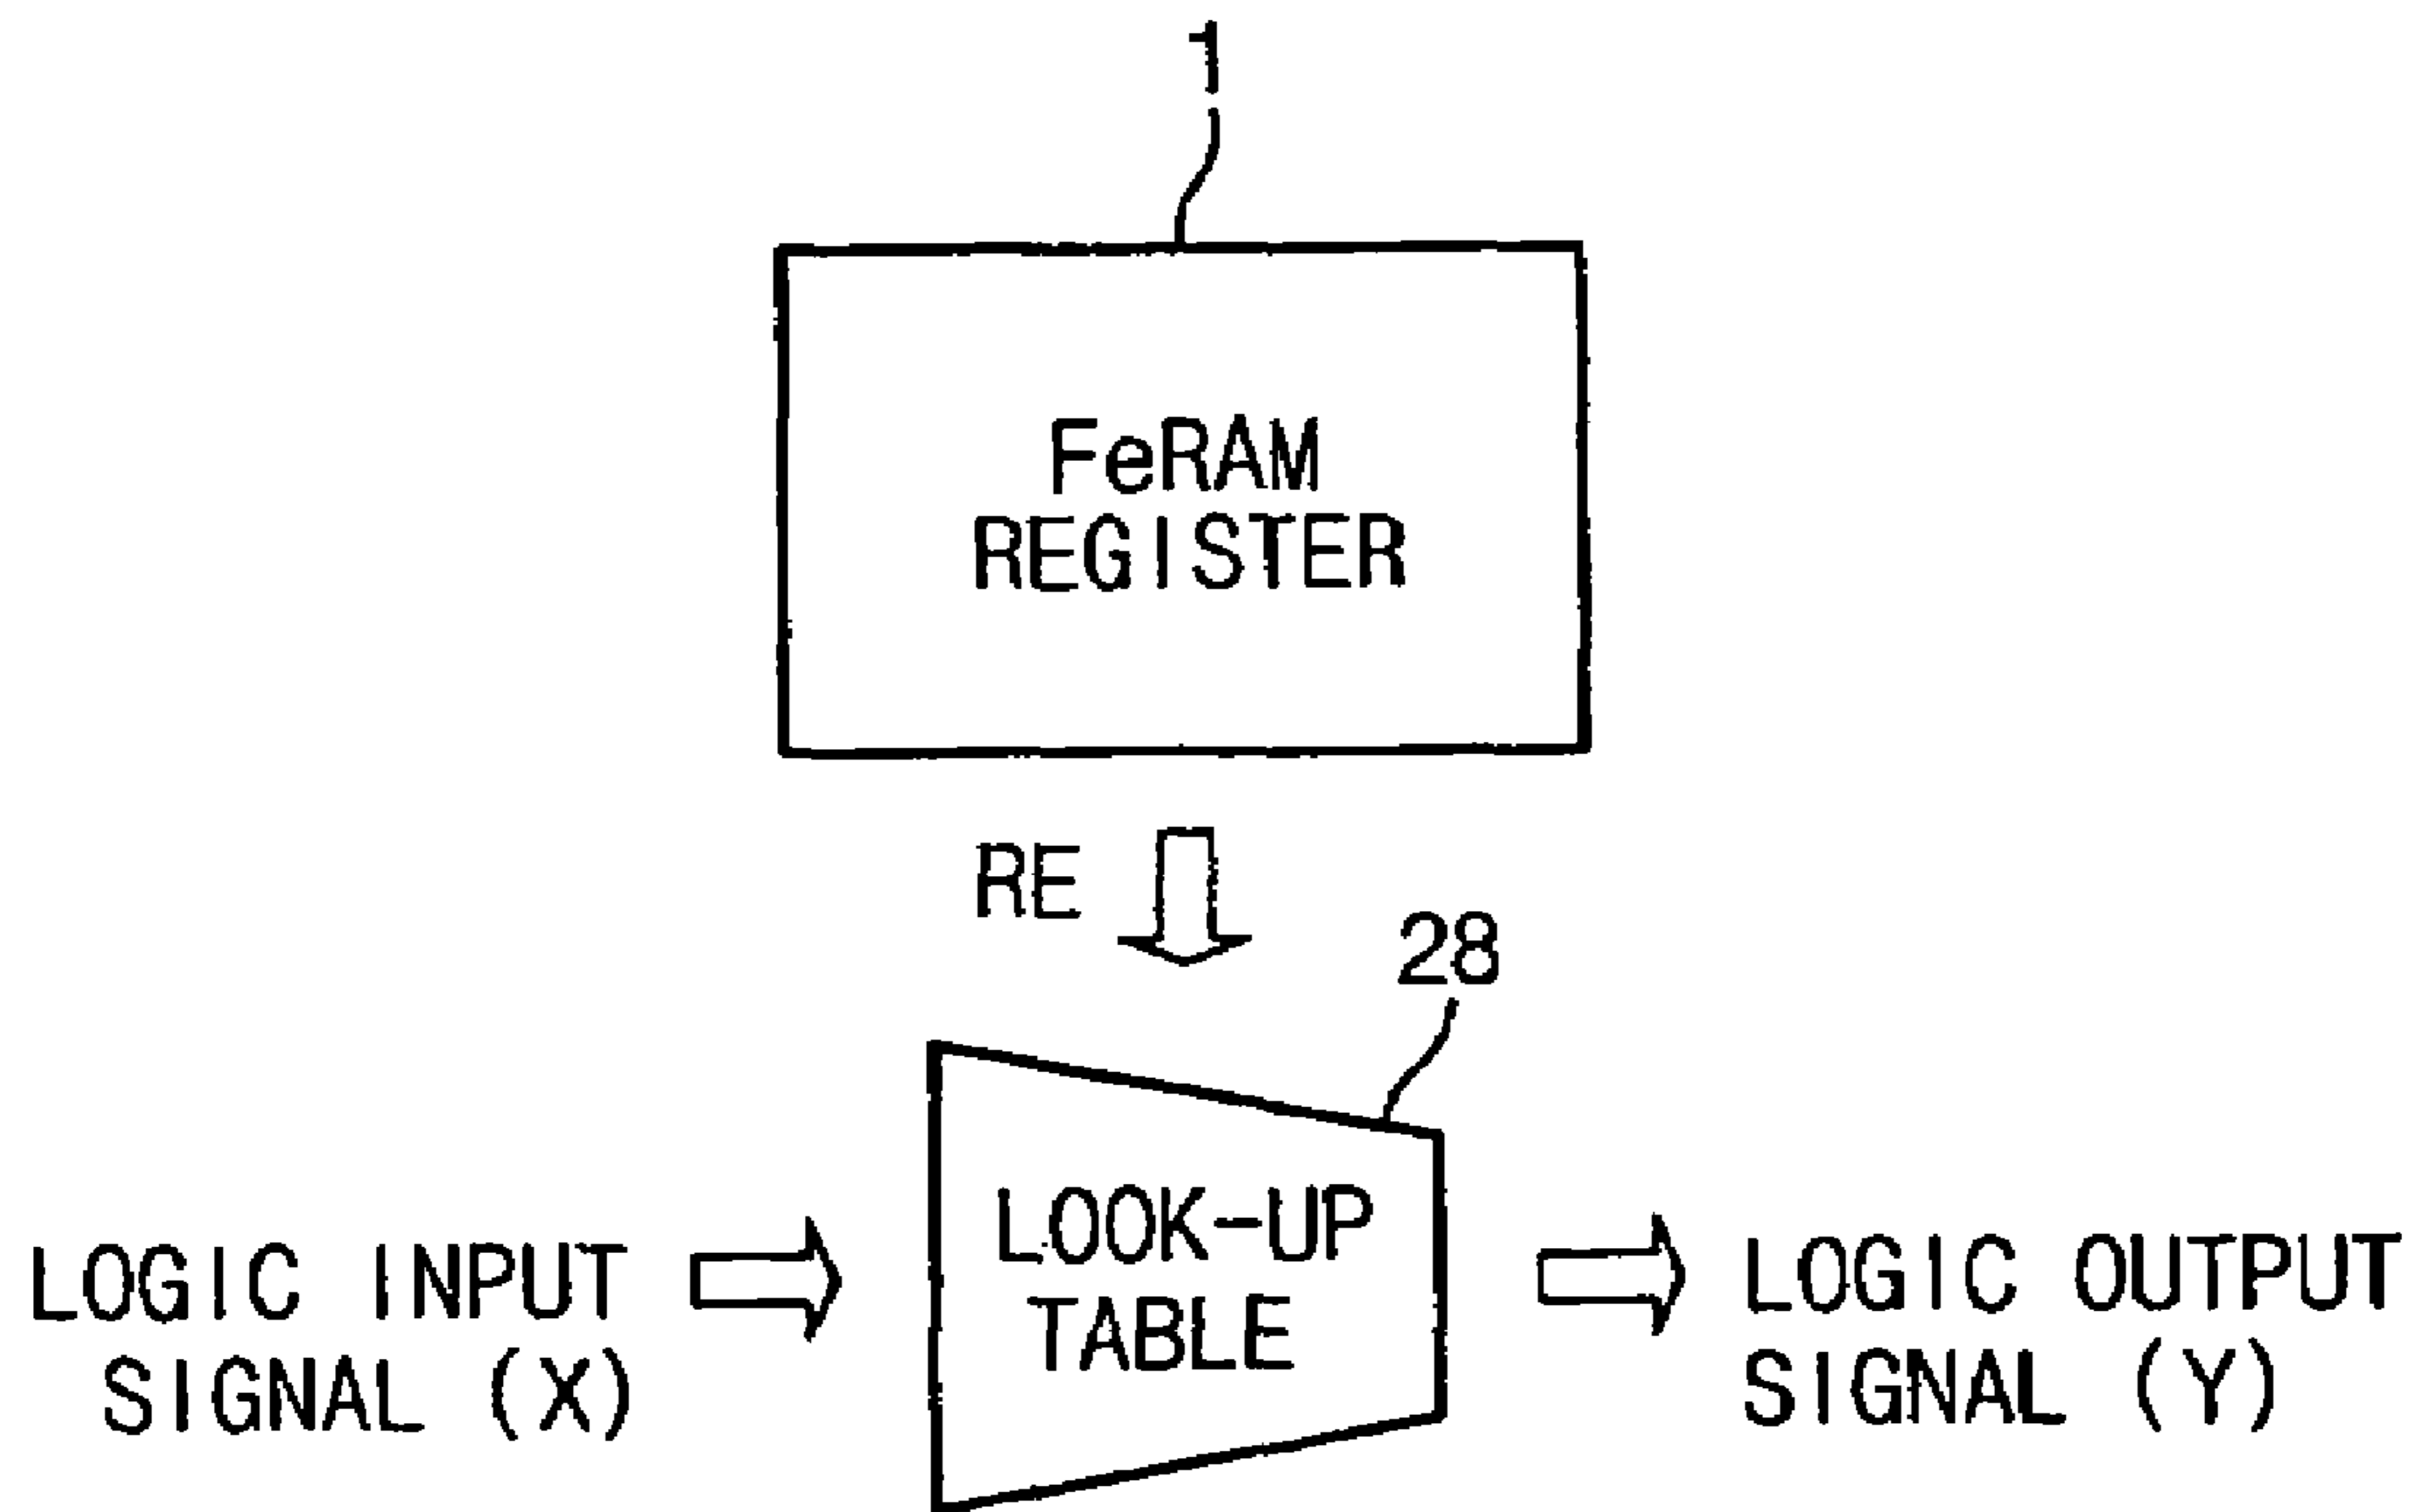 1
FeRAM
REGISTER
RE
28
LOOK-UP
TABLE
LOGIC INPUT
SIGNAL (X)
LOGIC OUTPUT
SIGNAL (Y)